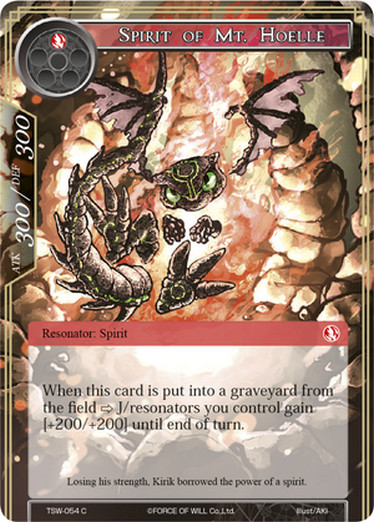 Spirit of Mt. Hoelle
ATK 300 / DEF 300
Resonator: Spirit
When this card is put into a graveyard from
the field ⇨ J/resonators you control gain
[+200/+200] until end of turn.
Losing his strength, Kirik borrowed the power of a spirit.
TSW-054 C ©FORCE OF WILL Co.,Ltd. Illust/AKI